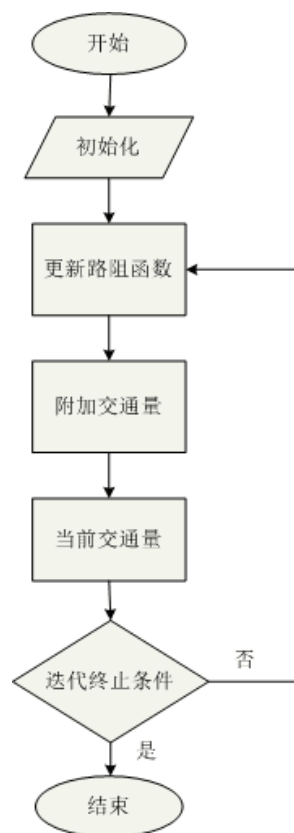 开始
初始化
更新路阻函数
附加交通量
当前交通量
迭代终止条件
否
是
结束